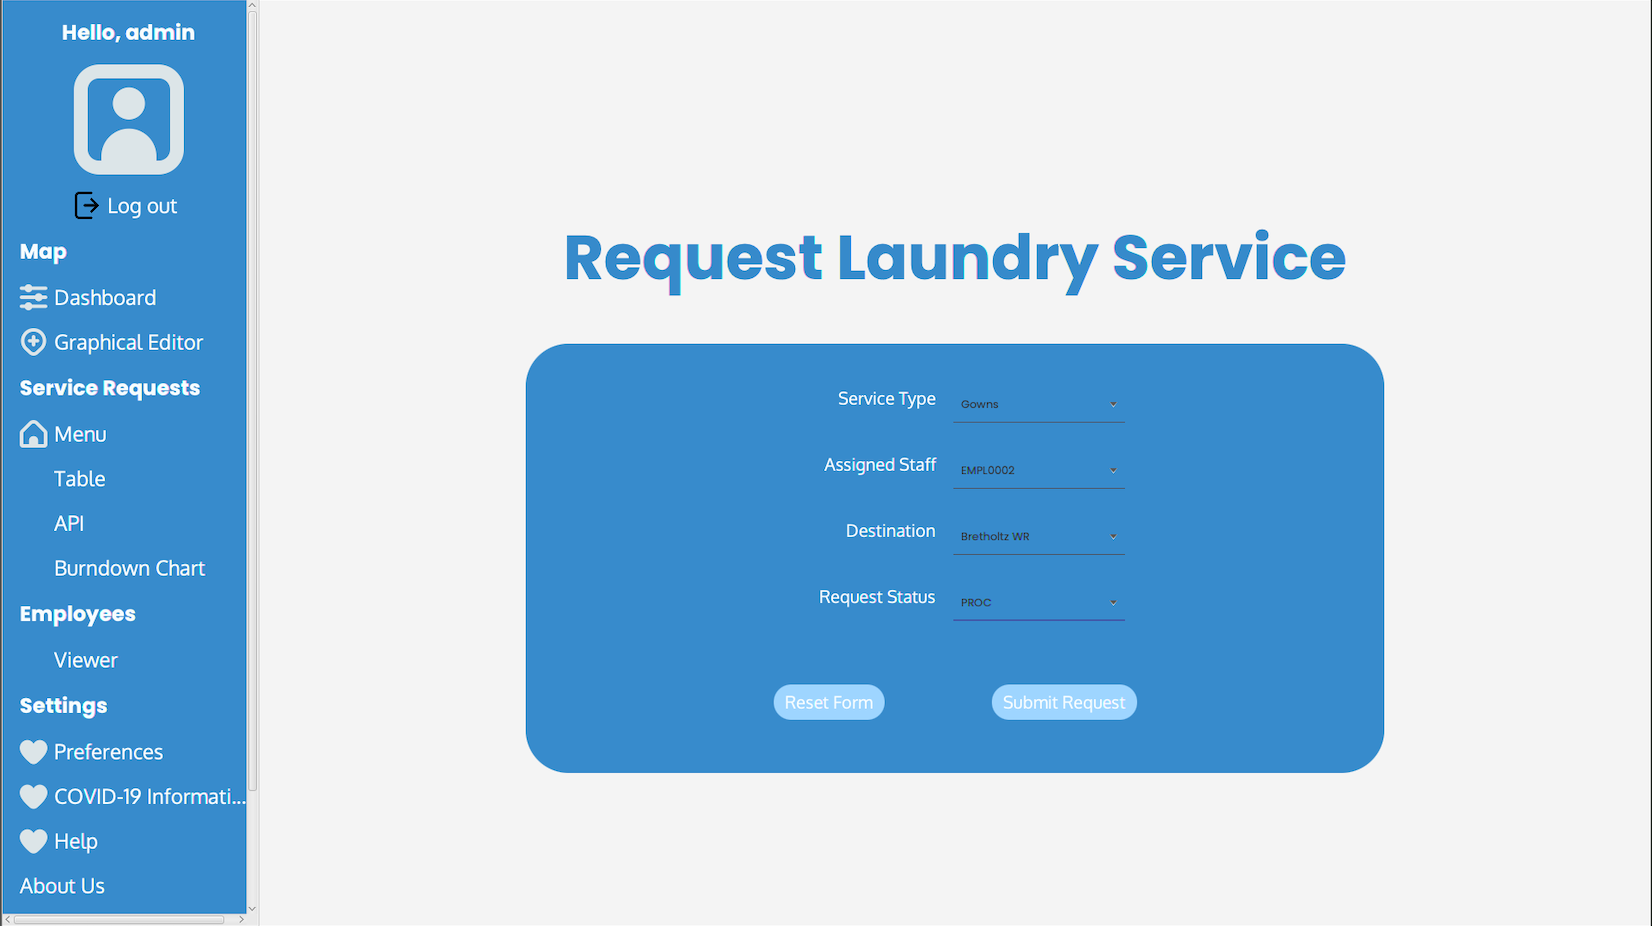 Hello, admin
Log out
Map
Dashboard
Graphical Editor
Service Requests
Menu
Table
API
Burndown Chart
Employees
Viewer
Settings
Preferences
COVID-19 Informati...
Help
About Us
Request Laundry Service
Service Type Gowns
Assigned Staff EMPL0002
Destination Bretholtz WR
Request Status PROC
Reset Form Submit Request